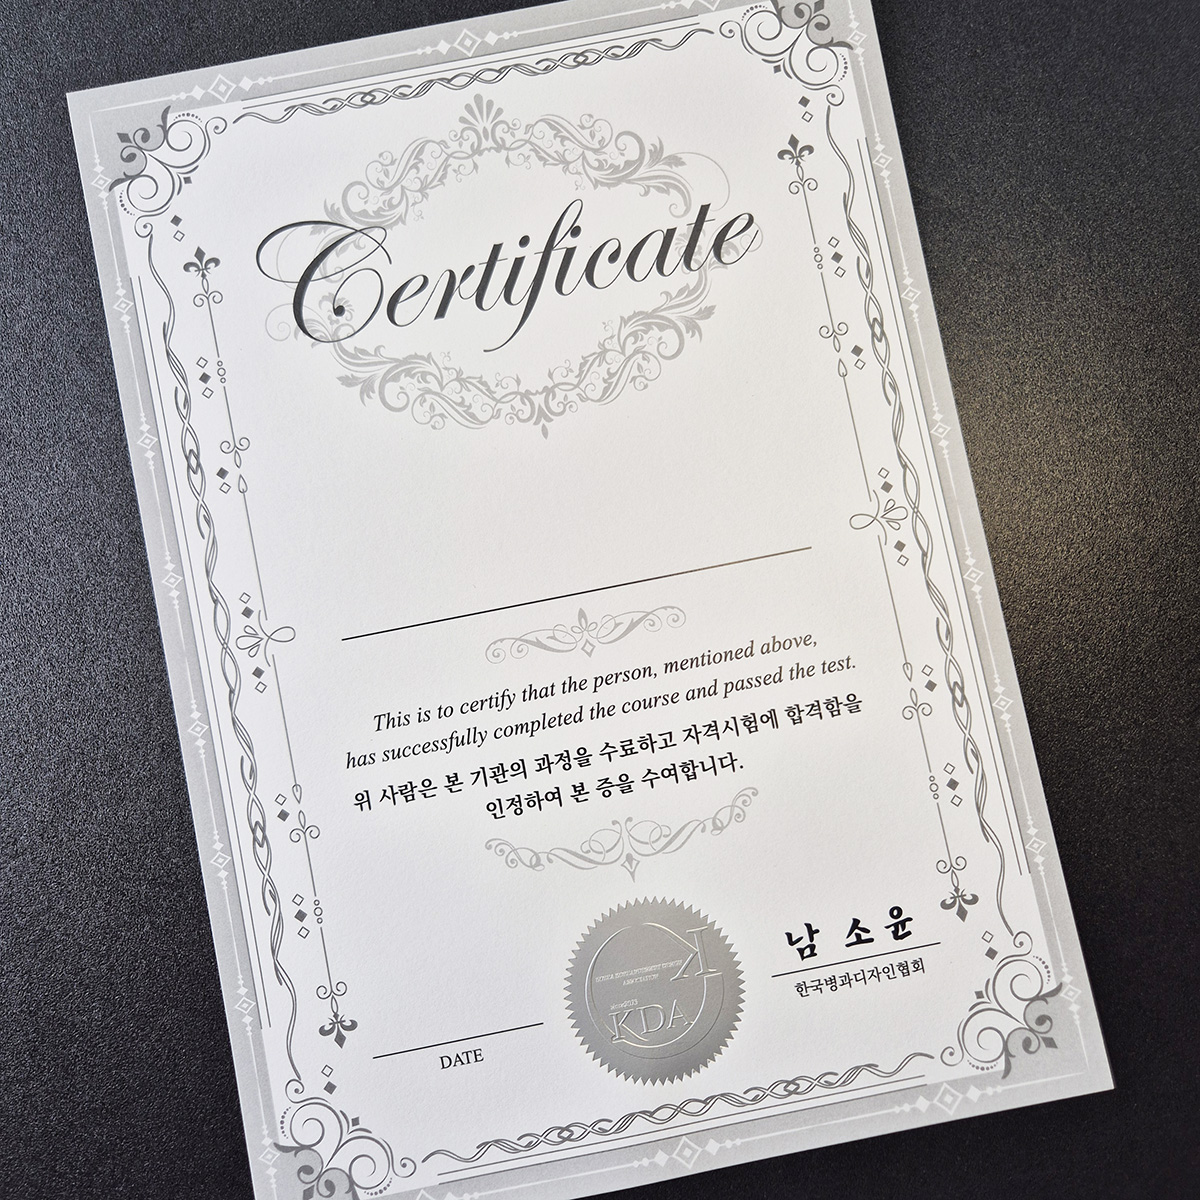 Certificate
This is to certify that the person, mentioned above,
has successfully completed the course and passed the test.
위 사람은 본 기관의 과정을 수료하고 자격시험에 합격함을
인정하여 본 증을 수여합니다.
남 소 윤
한국병과디자인협회
KDA
DATE